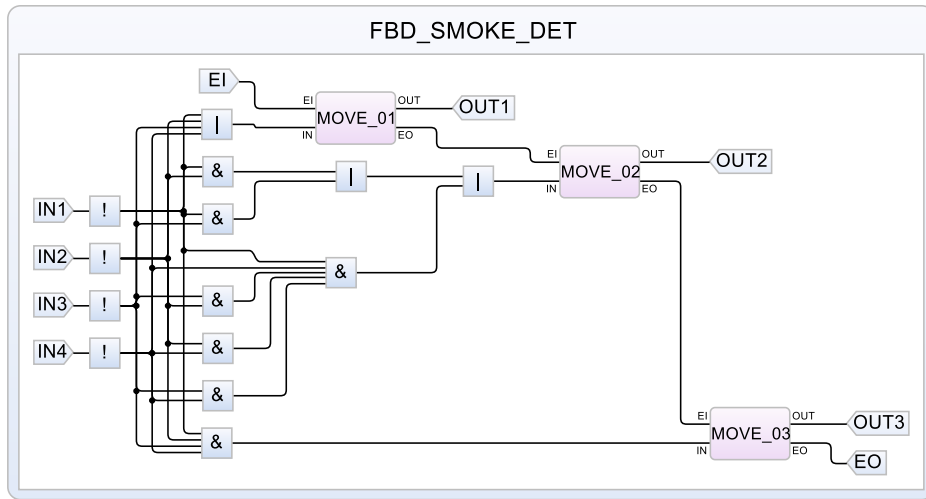 FBD_SMOKE_DET
EI
EI
OUT
OUT1
|
MOVE_01
IN
EO
EI
OUT
OUT2
&
|
|
MOVE_02
IN
EO
IN1
!
&
IN2
!
&
IN3
!
&
IN4
!
&
&
EI
OUT
OUT3
&
MOVE_03
IN
EO
EO